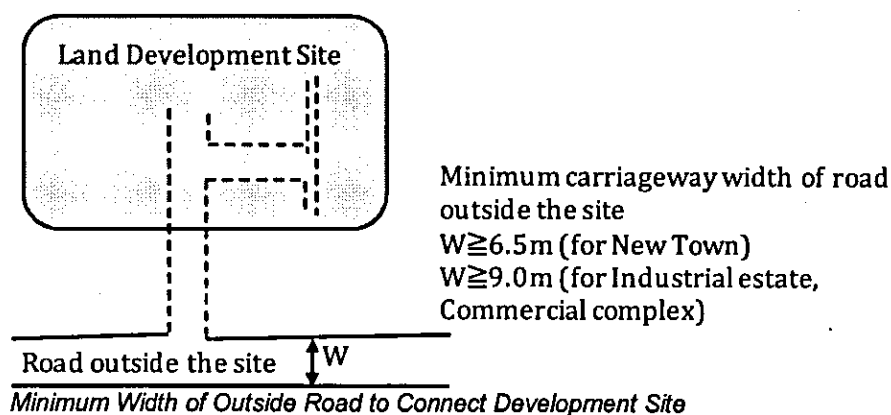 Land Development Site
Minimum carriageway width of road
outside the site
W≧6.5m (for New Town)
W≧9.0m (for Industrial estate,
Commercial complex)
Road outside the site
W
Minimum Width of Outside Road to Connect Development Site